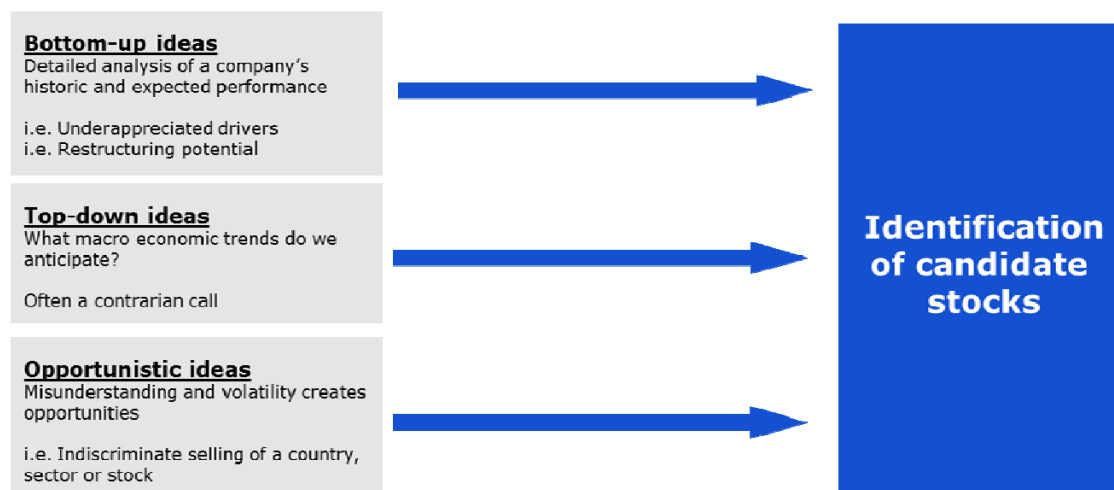 Bottom-up ideas
Detailed analysis of a company's
historic and expected performance
i.e. Underappreciated drivers
i.e. Restructuring potential
Top-down ideas
What macro economic trends do we
anticipate?
Often a contrarian call
Opportunistic ideas
Misunderstanding and volatility creates
opportunities
i.e. Indiscriminate selling of a country,
sector or stock
Identification
of candidate
stocks